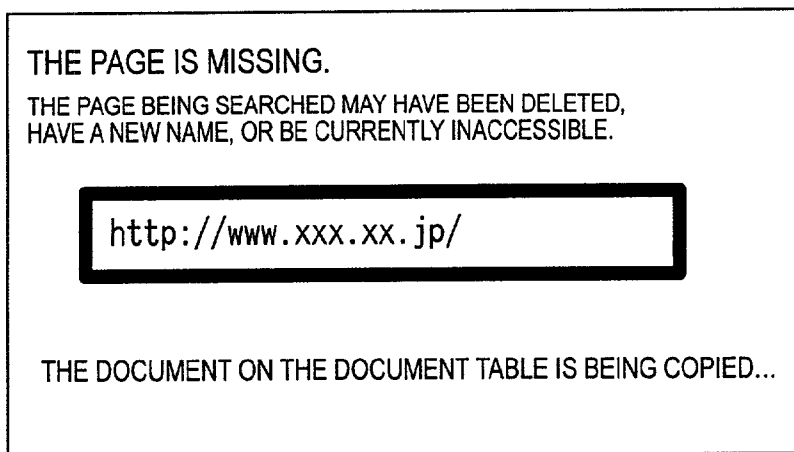 THE PAGE IS MISSING.
THE PAGE BEING SEARCHED MAY HAVE BEEN DELETED,
HAVE A NEW NAME, OR BE CURRENTLY INACCESSIBLE.
http://www.xxx.xx.jp/
THE DOCUMENT ON THE DOCUMENT TABLE IS BEING COPIED...